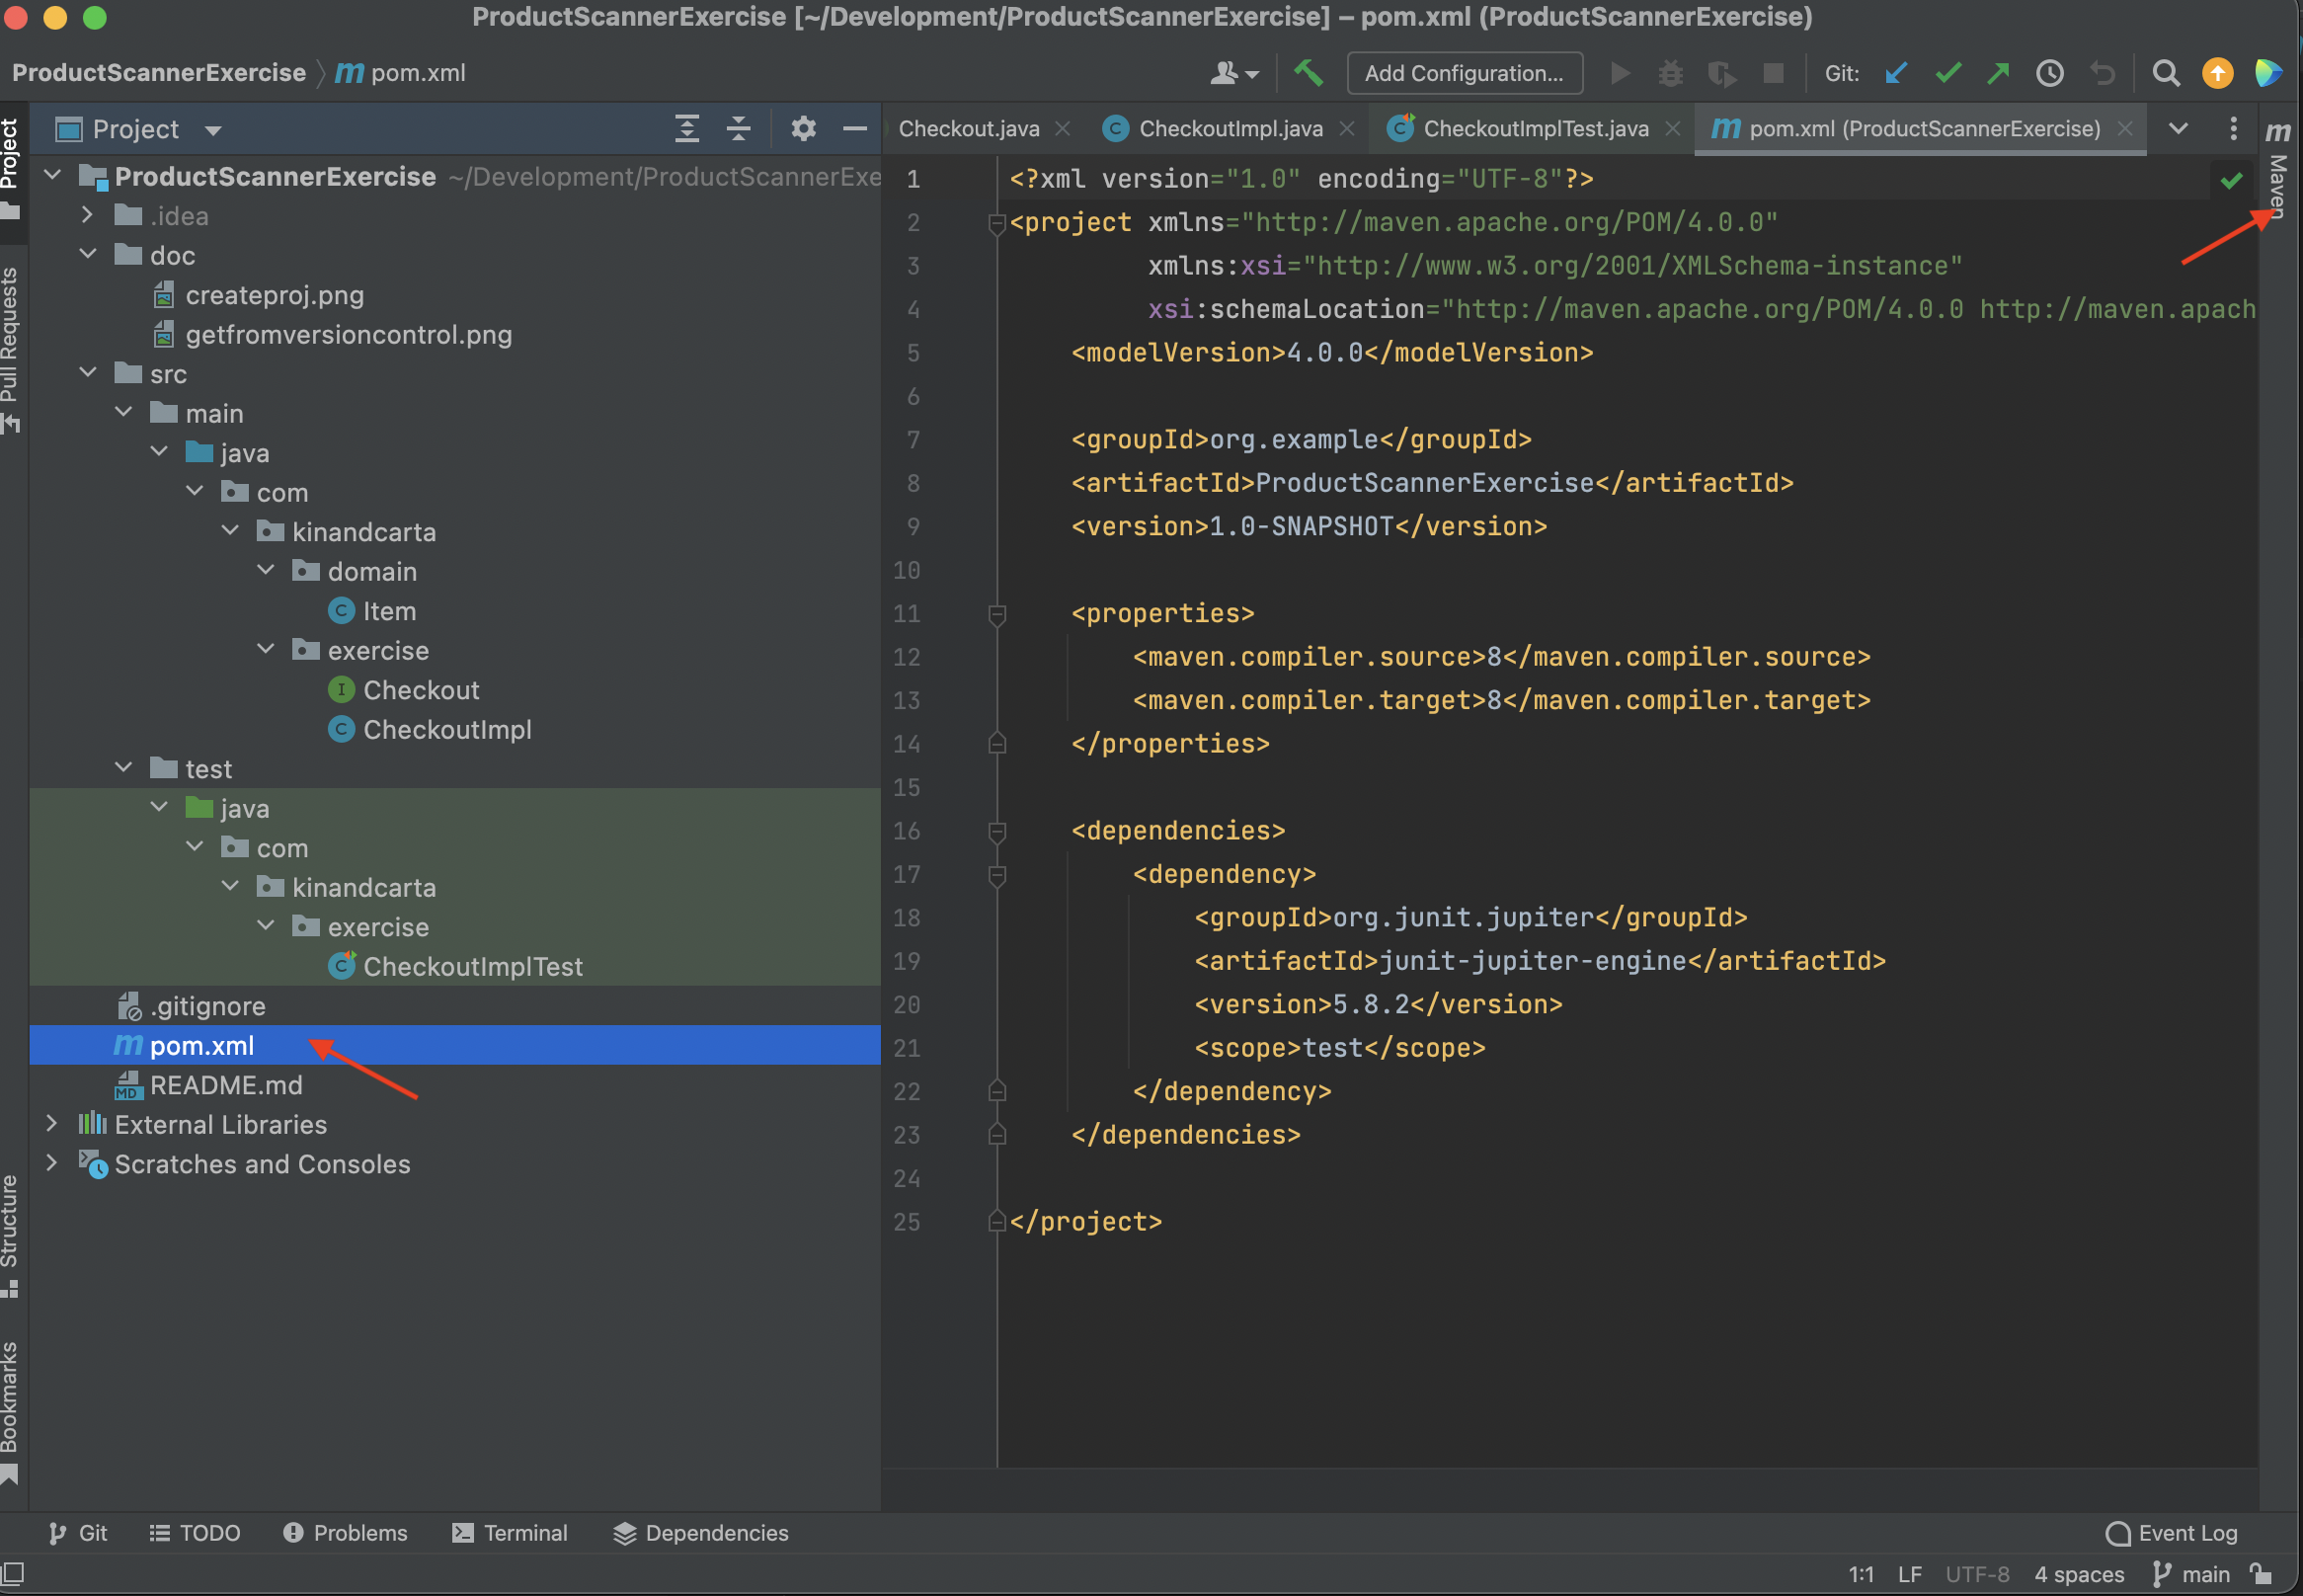 ProductScannerExercise [~/Development/ProductScannerExercise] – pom.xml (ProductScannerExercise)
ProductScannerExercise
m pom.xml
Add Configuration...
Git:
Project
Pull Requests
Structure
Bookmarks
Project
ProductScannerExercise ~/Development/ProductScannerExe
.idea
doc
createproj.png
getfromversioncontrol.png
src
main
java
com
kinandcarta
domain
C Item
exercise
I Checkout
C CheckoutImpl
test
java
com
kinandcarta
exercise
C CheckoutImplTest
.gitignore
m pom.xml
MD README.md
External Libraries
Scratches and Consoles
Checkout.java
C CheckoutImpl.java
C CheckoutImplTest.java
m pom.xml (ProductScannerExercise)
1 <?xml version="1.0" encoding="UTF-8"?>
2 <project xmlns="http://maven.apache.org/POM/4.0.0"
3 xmlns:xsi="http://www.w3.org/2001/XMLSchema-instance"
4 xsi:schemaLocation="http://maven.apache.org/POM/4.0.0 http://maven.apach
5 <modelVersion>4.0.0</modelVersion>
6
7 <groupId>org.example</groupId>
8 <artifactId>ProductScannerExercise</artifactId>
9 <version>1.0-SNAPSHOT</version>
10
11 <properties>
12 <maven.compiler.source>8</maven.compiler.source>
13 <maven.compiler.target>8</maven.compiler.target>
14 </properties>
15
16 <dependencies>
17 <dependency>
18 <groupId>org.junit.jupiter</groupId>
19 <artifactId>junit-jupiter-engine</artifactId>
20 <version>5.8.2</version>
21 <scope>test</scope>
22 </dependency>
23 </dependencies>
24
25 </project>
m Maven
Git
TODO
Problems
Terminal
Dependencies
Event Log
1:1
LF
UTF-8
4 spaces
main